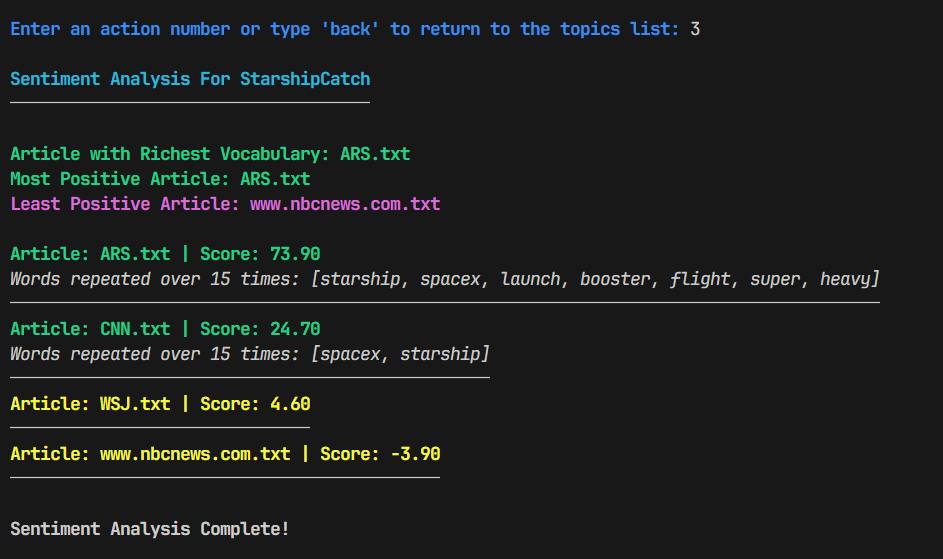 Enter an action number or type 'back' to return to the topics list: 3
Sentiment Analysis For StarshipCatch
Article with Richest Vocabulary: ARS.txt
Most Positive Article: ARS.txt
Least Positive Article: www.nbcnews.com.txt
Article: ARS.txt | Score: 73.90
Words repeated over 15 times: [starship, spacex, launch, booster, flight, super, heavy]
Article: CNN.txt | Score: 24.70
Words repeated over 15 times: [spacex, starship]
Article: WSJ.txt | Score: 4.60
Article: www.nbcnews.com.txt | Score: -3.90
Sentiment Analysis Complete!